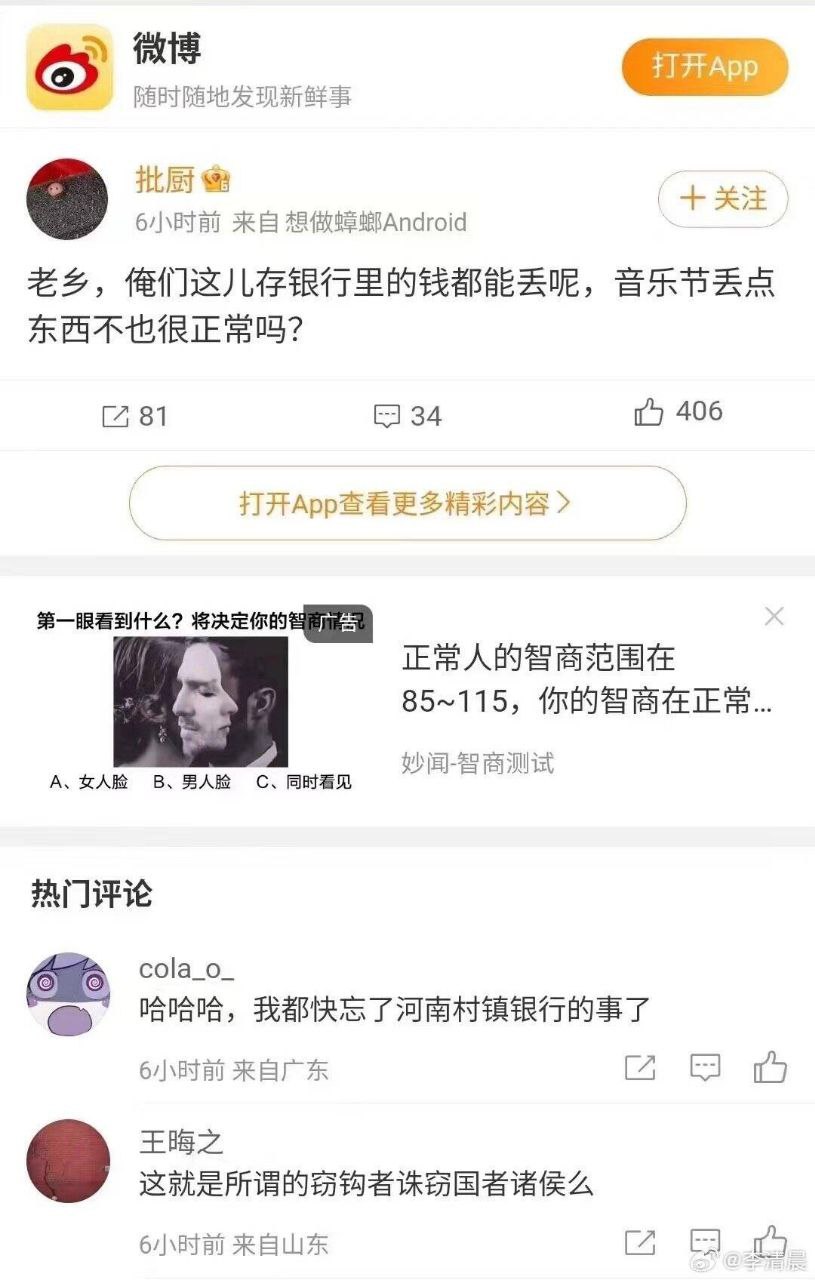 微博
随时随地发现新鲜事
打开App
批厨
6小时前 来自 想做蟑螂Android
+ 关注
老乡，俺们这儿存银行里的钱都能丢呢，音乐节丢点
东西不也很正常吗？
81
34
406
打开App查看更多精彩内容
第一眼看到什么？将决定你的智商情况
广告
A、女人脸 B、男人脸 C、同时看见
正常人的智商范围在
85~115，你的智商在正常...
妙闻-智商测试
热门评论
cola_o_
哈哈哈，我都快忘了河南村镇银行的事了
6小时前 来自广东
王晦之
这就是所谓的窃钩者诛窃国者诸侯么
6小时前 来自山东
@李清晨